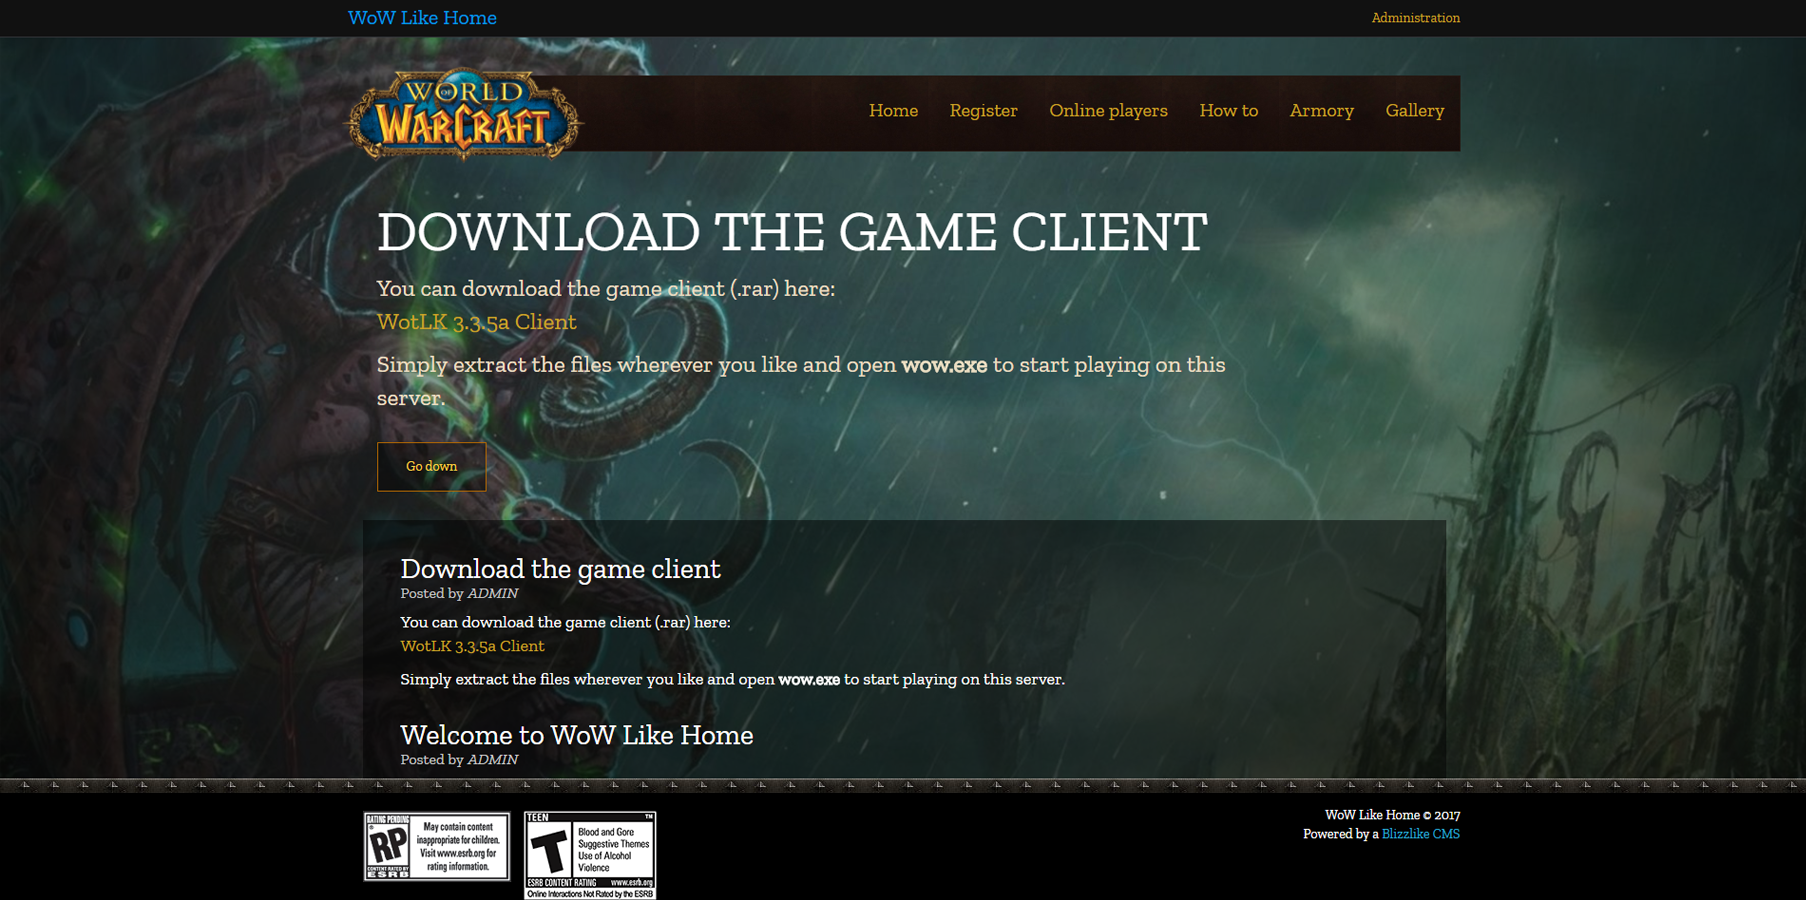 WoW Like Home
Administration
WORLD
OF
WARCRAFT
Home
Register
Online players
How to
Armory
Gallery
DOWNLOAD THE GAME CLIENT
You can download the game client (.rar) here:
WotLK 3.3.5a Client
Simply extract the files wherever you like and open wow.exe to start playing on this
server.
Go down
Download the game client
Posted by ADMIN
You can download the game client (.rar) here:
WotLK 3.3.5a Client
Simply extract the files wherever you like and open wow.exe to start playing on this server.
Welcome to WoW Like Home
Posted by ADMIN
RATING PENDING
RP
CONTENT RATED BY
ESRB
May contain content
inappropriate for children.
Visit www.esrb.org for
rating information.
TEEN
TM
T
Blood and Gore
Suggestive Themes
Use of Alcohol
Violence
ESRB CONTENT RATING www.esrb.org
Online Interactions Not Rated by the ESRB
WoW Like Home © 2017
Powered by a Blizzlike CMS